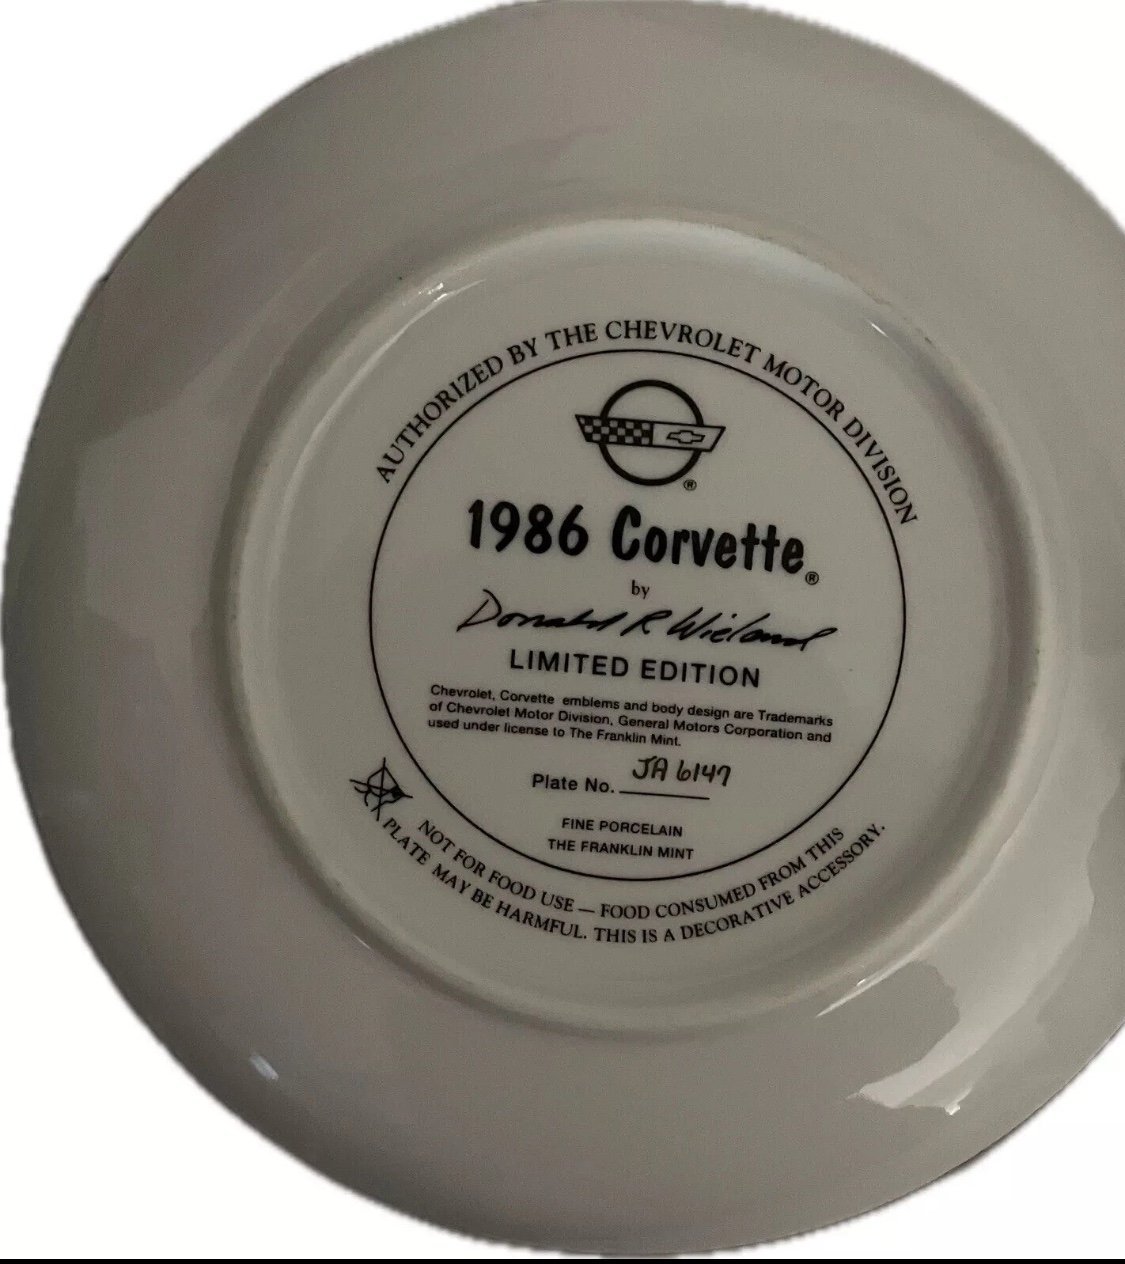 AUTHORIZED BY THE CHEVROLET MOTOR DIVISION
®
1986 Corvette®
by
Donald R Wieland
LIMITED EDITION
Chevrolet, Corvette emblems and body design are Trademarks
of Chevrolet Motor Division, General Motors Corporation and
used under license to The Franklin Mint.
Plate No. JA 6147
FINE PORCELAIN
THE FRANKLIN MINT
NOT FOR FOOD USE — FOOD CONSUMED FROM THIS
PLATE MAY BE HARMFUL. THIS IS A DECORATIVE ACCESSORY.